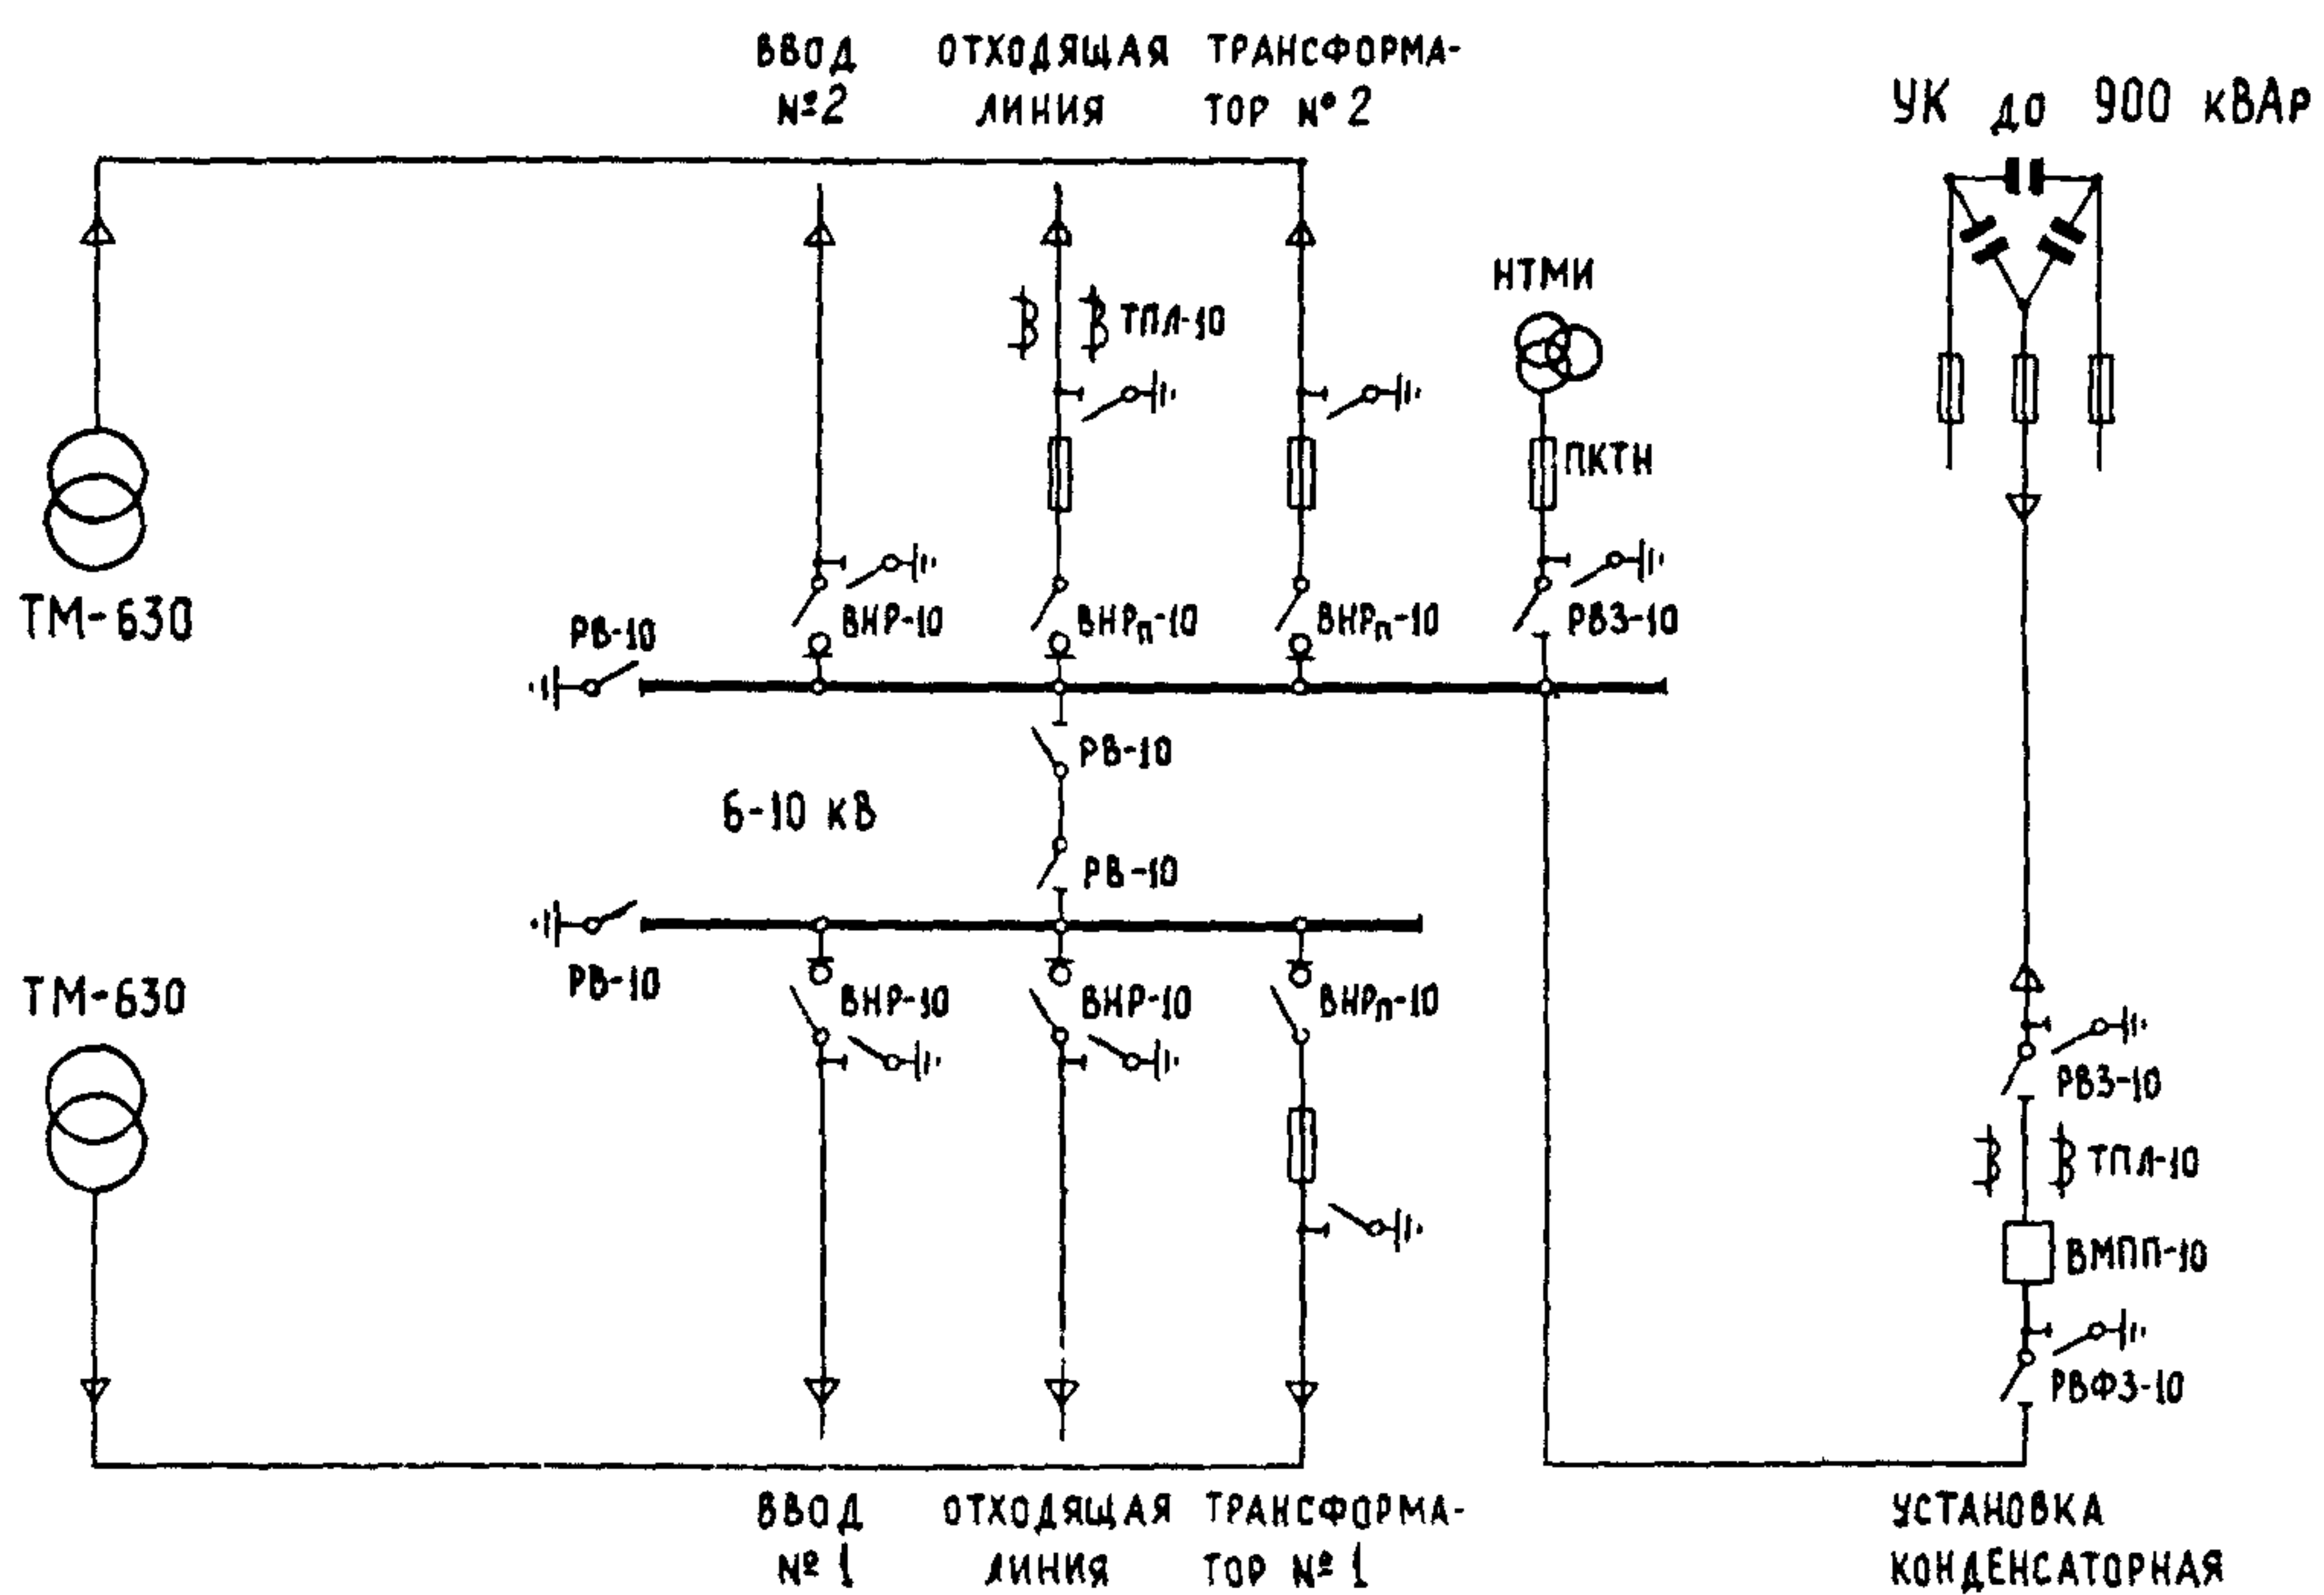 ВВОД
№2
ОТХОДЯЩАЯ
ЛИНИЯ
ТРАНСФОРМА-
ТОР №2
УК ДО 900 кВАр
НТМИ
ТПЛ-10
ПКТН
ТМ-630
РВ-10
ВНР-10
ВНРп-10
ВНРп-10
РВЗ-10
РВ-10
6-10 кВ
РВ-10
РВ-10
ТМ-630
ВНР-10
ВНР-10
ВНРп-10
РВЗ-10
ТПЛ-10
ВМПП-10
РВФЗ-10
ВВОД
№1
ОТХОДЯЩАЯ
ЛИНИЯ
ТРАНСФОРМА-
ТОР №1
УСТАНОВКА
КОНДЕНСАТОРНАЯ